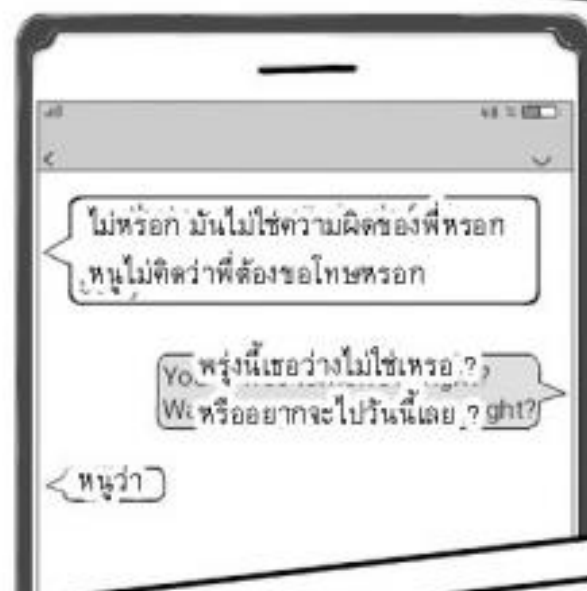 48 %
ไม่หรอก มันไม่ใช่ความผิดของพี่หรอก
หนูไม่คิดว่าพี่ต้องขอโทษหรอก
พรุ่งนี้เธอว่างไม่ใช่เหรอ ?
หรืออยากจะไปวันนี้เลย ? ght?
หนูว่า